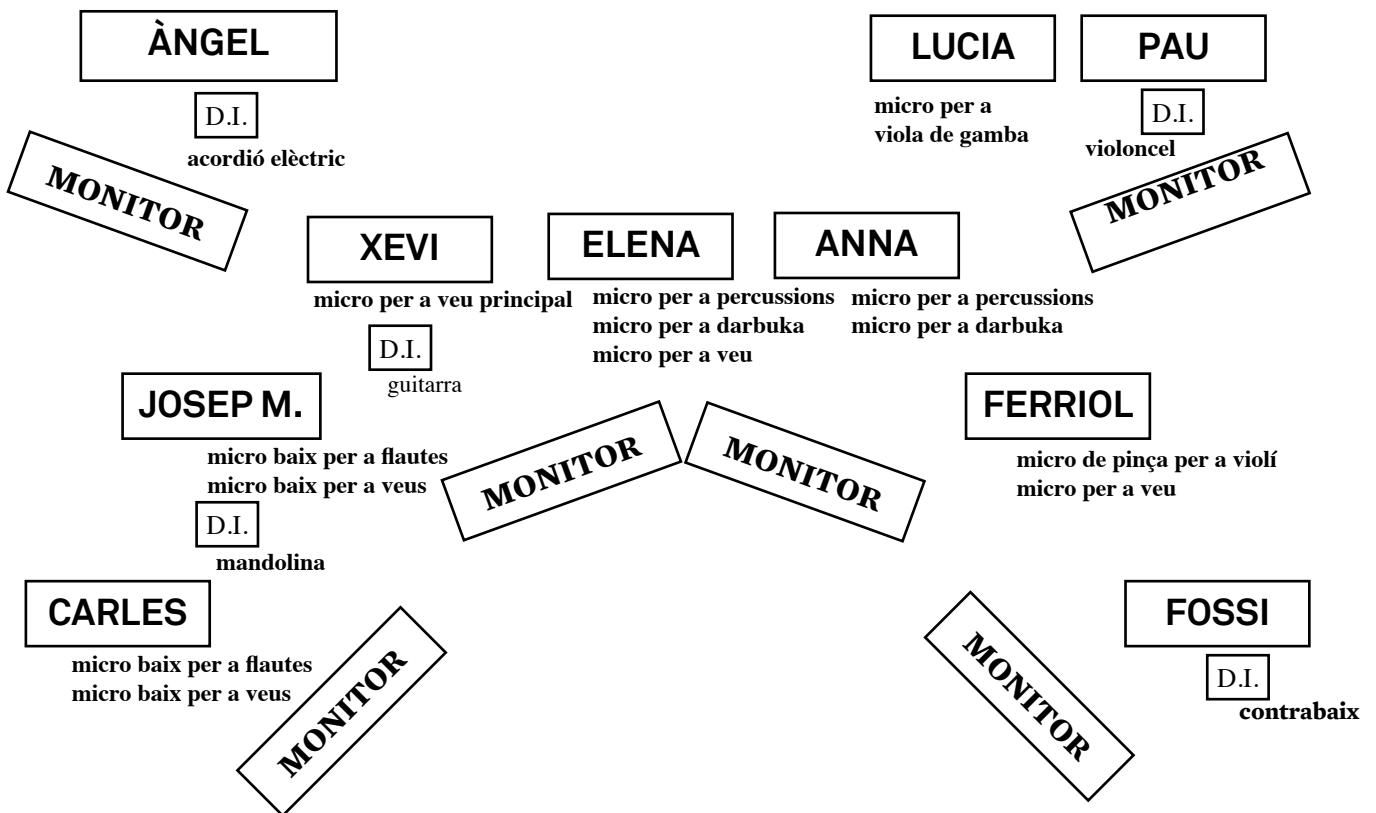 ÀNGEL
D.I.
acordió elèctric
MONITOR
LUCIA
micro per a
viola de gamba
PAU
D.I.
violoncel
MONITOR
XEVI
micro per a veu principal
D.I.
guitarra
ELENA
micro per a percussions
micro per a darbuka
micro per a veu
ANNA
micro per a percussions
micro per a darbuka
JOSEP M.
micro baix per a flautes
micro baix per a veus
D.I.
mandolina
MONITOR
MONITOR
FERRIOL
micro de pinça per a violí
micro per a veu
CARLES
micro baix per a flautes
micro baix per a veus
MONITOR
MONITOR
FOSSI
D.I.
contrabaix